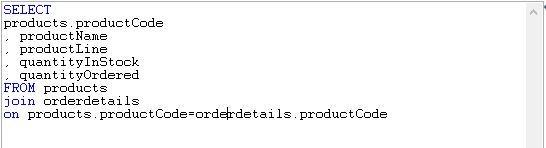 SELECT
products.productCode
, productName
, productLine
, quantityInStock
, quantityOrdered
FROM products
join orderdetails
on products.productCode=orderdetails.productCode